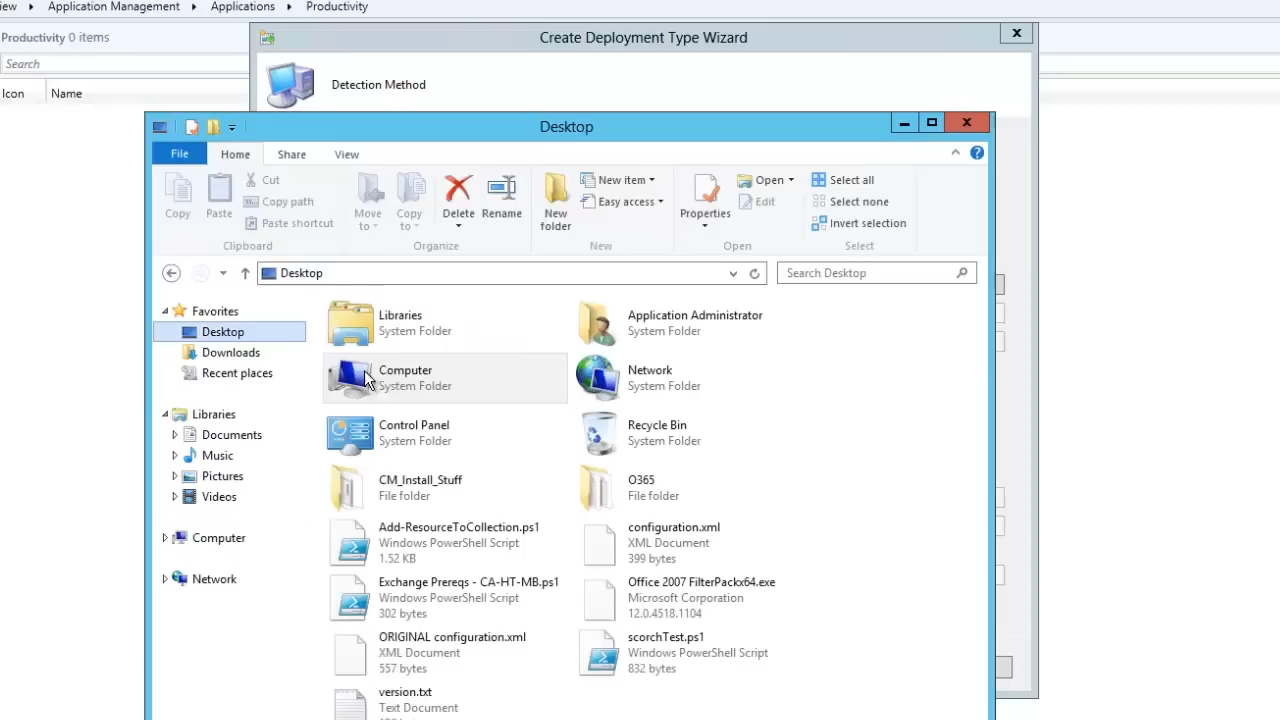 iew ▸ Application Management ▸ Applications ▸ Productivity
Productivity 0 items
Search
Icon Name
Create Deployment Type Wizard
Detection Method
Desktop
File Home Share View
Copy
Paste
Cut
Copy path
Paste shortcut
Clipboard
Move to
Copy to
Delete
Rename
Organize
New folder
New item
Easy access
New
Properties
Open
Edit
Open
Select all
Select none
Invert selection
Select
Desktop
Search Desktop
Favorites
Desktop
Downloads
Recent places
Libraries
Documents
Music
Pictures
Videos
Computer
Network
Libraries
System Folder
Application Administrator
System Folder
Computer
System Folder
Network
System Folder
Control Panel
System Folder
Recycle Bin
System Folder
CM_Install_Stuff
File folder
O365
File folder
Add-ResourceToCollection.ps1
Windows PowerShell Script
1.52 KB
configuration.xml
XML Document
399 bytes
Exchange Prereqs - CA-HT-MB.ps1
Windows PowerShell Script
302 bytes
Office 2007 FilterPackx64.exe
Microsoft Corporation
12.0.4518.1104
ORIGINAL configuration.xml
XML Document
557 bytes
scorchTest.ps1
Windows PowerShell Script
832 bytes
version.txt
Text Document